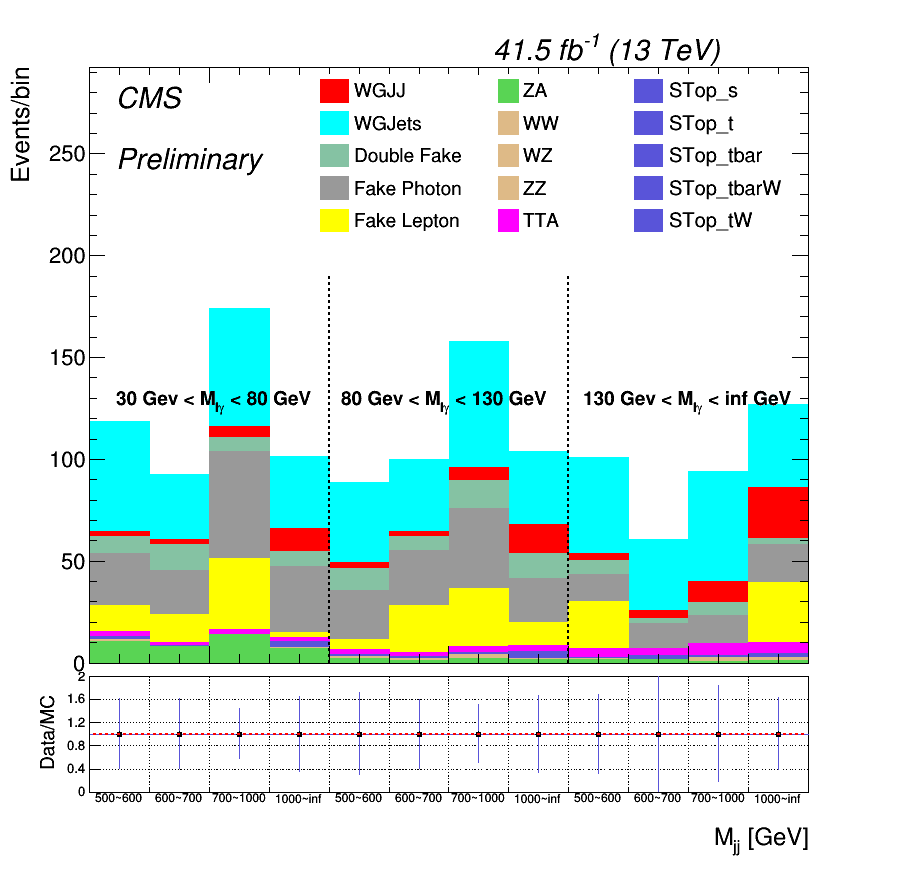 41.5 fb⁻¹ (13 TeV)
Events/bin
CMS
Preliminary
WGJJ
WGJets
Double Fake
Fake Photon
Fake Lepton
ZA
WW
WZ
ZZ
TTA
STop_s
STop_t
STop_tbar
STop_tbarW
STop_tW
250
200
150
100
50
0
30 Gev < M_lγ < 80 GeV
80 Gev < M_lγ < 130 GeV
130 GeV < M_lγ < inf GeV
Data/MC
2
1.6
1.2
0.8
0.4
0
500~600 600~700 700~1000 1000~inf 500~600 600~700 700~1000 1000~inf 500~600 600~700 700~1000 1000~inf
M_jj [GeV]